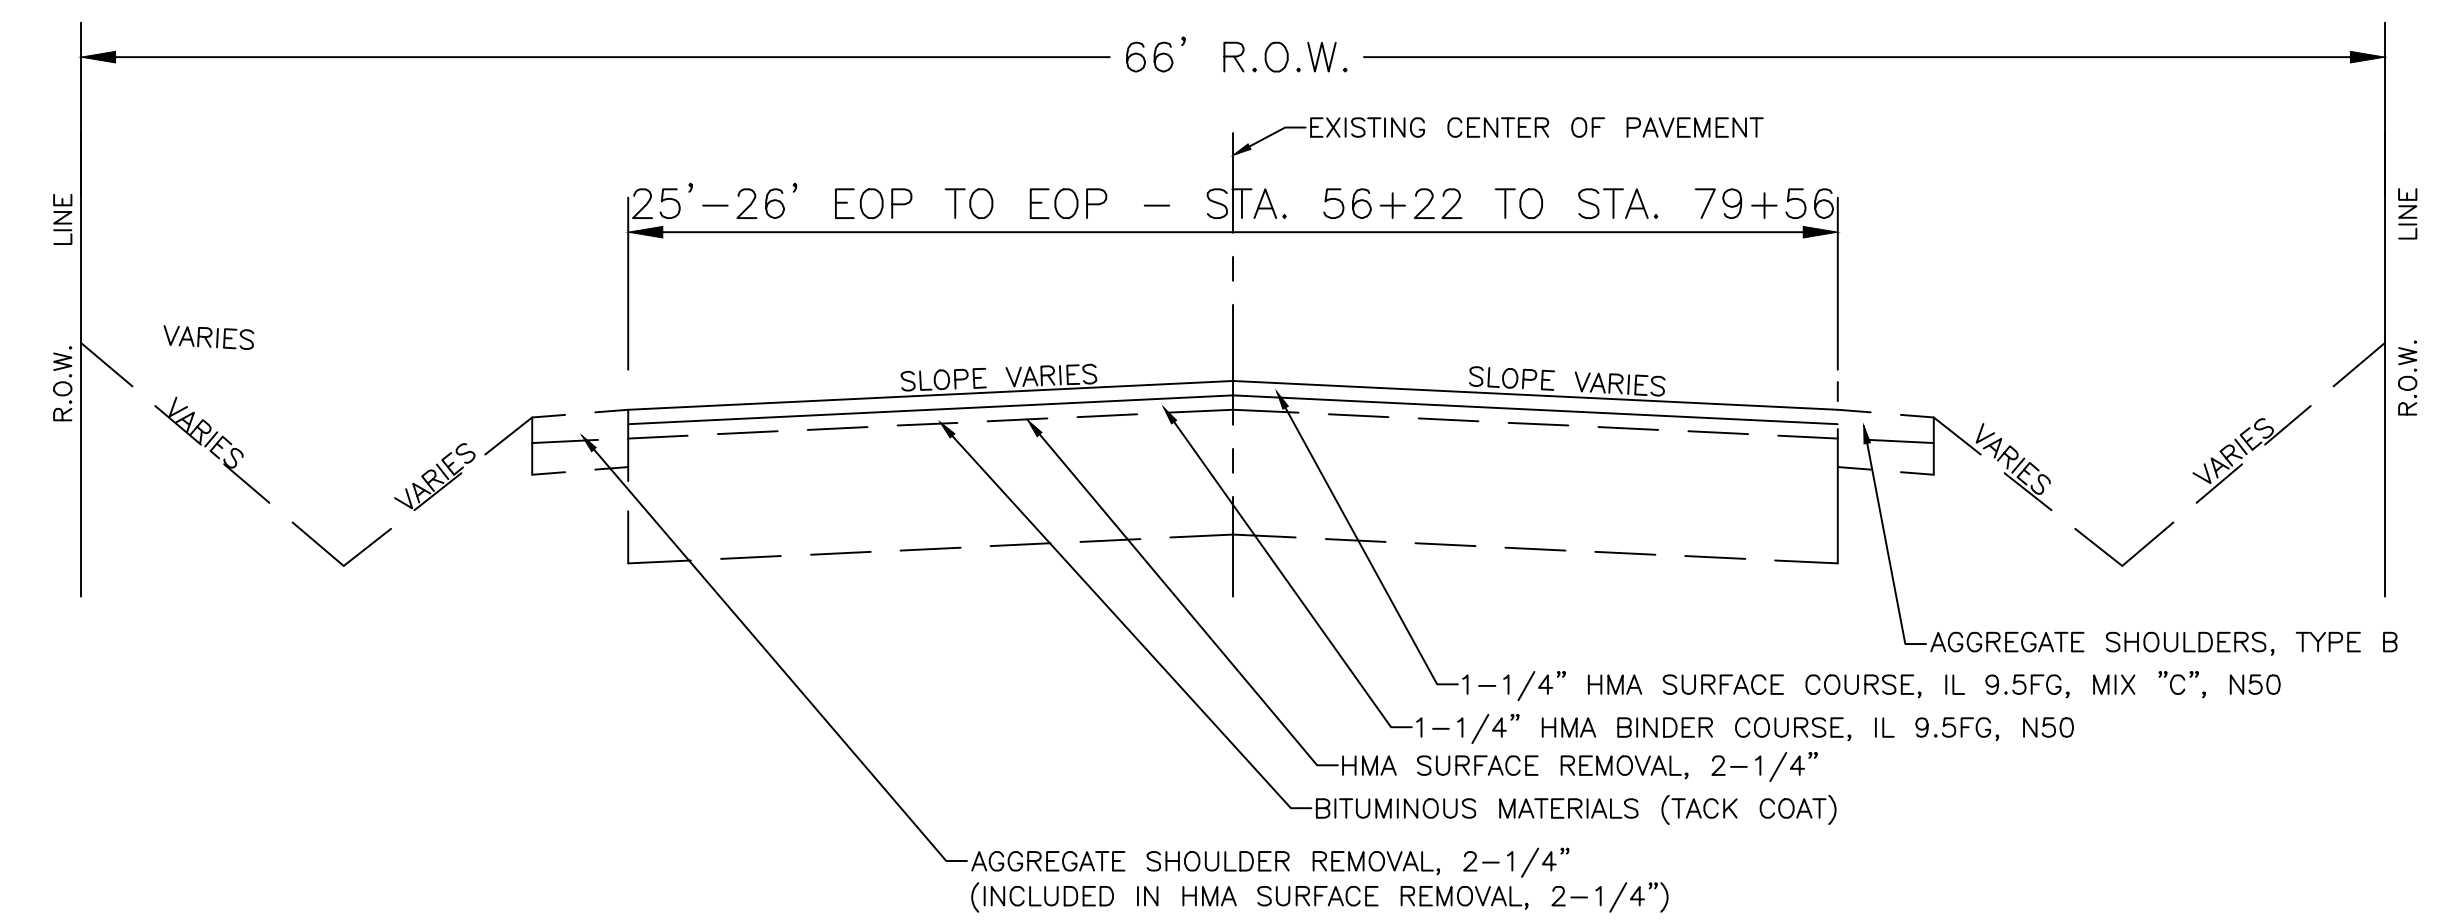 66' R.O.W.
EXISTING CENTER OF PAVEMENT
25'-26' EOP TO EOP - STA. 56+22 TO STA. 79+56
R.O.W. LINE
R.O.W. LINE
VARIES
SLOPE VARIES
SLOPE VARIES
VARIES
VARIES
VARIES
VARIES
AGGREGATE SHOULDERS, TYPE B
1-1/4" HMA SURFACE COURSE, IL 9.5FG, MIX "C", N50
1-1/4" HMA BINDER COURSE, IL 9.5FG, N50
HMA SURFACE REMOVAL, 2-1/4"
BITUMINOUS MATERIALS (TACK COAT)
AGGREGATE SHOULDER REMOVAL, 2-1/4"
(INCLUDED IN HMA SURFACE REMOVAL, 2-1/4")